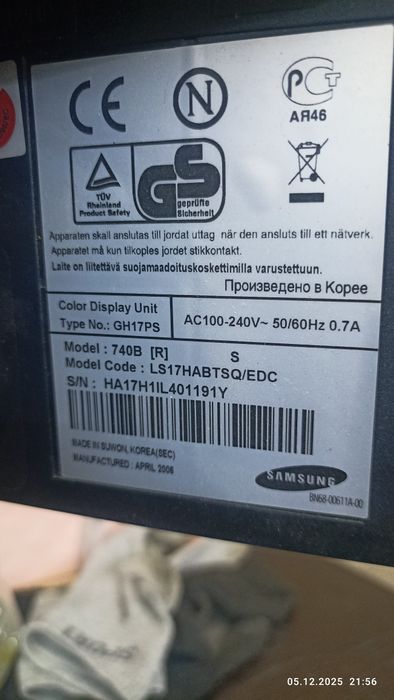 CE
N
РСТ
АЯ46
TÜV
Rheinland
Product Safety
GS
geprüfte
Sicherheit
Apparaten skall anslutas till jordat uttag när den ansluts till ett nätverk.
Apparatet må kun tilkoples jordet stikkontakt.
Laite on liitettävä suojamaadoituskoskettimilla varustettuun.
Произведено в Корее
Color Display Unit
Type No.: GH17PS
AC100-240V~ 50/60Hz 0.7A
Model : 740B [R] S
Model Code : LS17HABTSQ/EDC
S/N : HA17H1IL401191Y
MADE IN SUWON, KOREA(SEC)
MANUFACTURED : APRIL 2006
SAMSUNG
BN68-00611A-00
05.12.2025 21:56